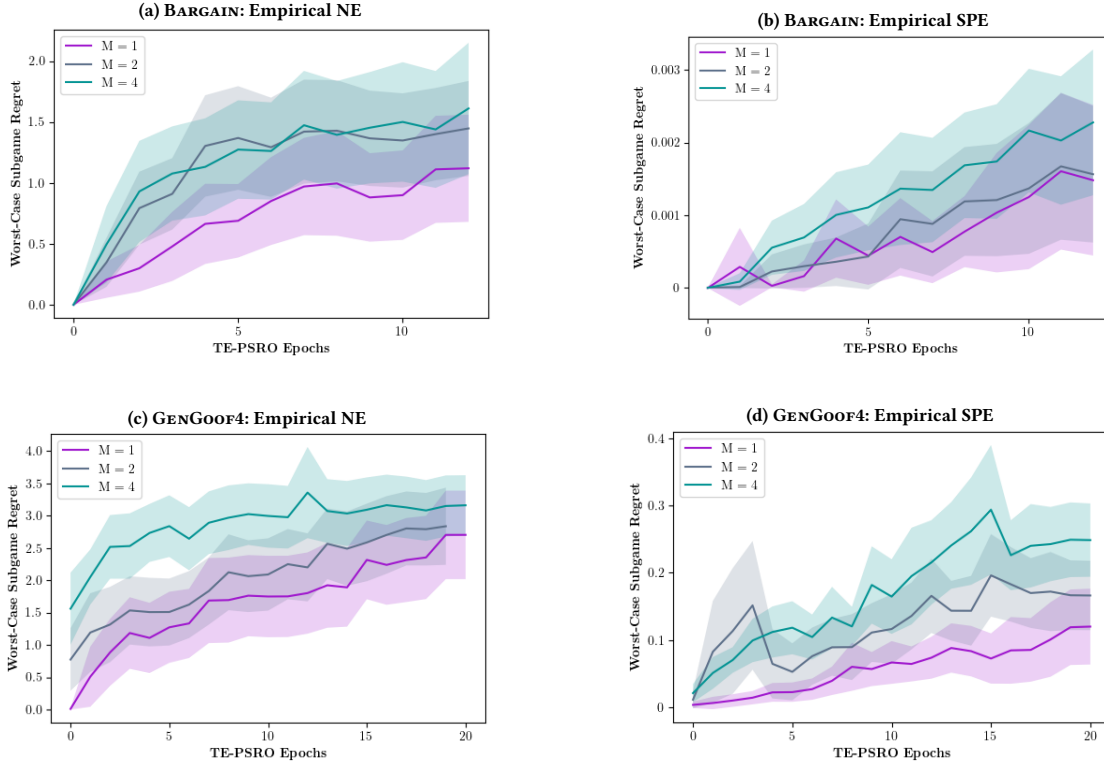 (a) BARGAIN: Empirical NE
M = 1
M = 2
M = 4
Worst-Case Subgame Regret
2.0
1.5
1.0
0.5
0.0
0 5 10
TE-PSRO Epochs
(b) BARGAIN: Empirical SPE
M = 1
M = 2
M = 4
Worst-Case Subgame Regret
0.003
0.002
0.001
0
0 5 10
TE-PSRO Epochs
(c) GENGOOF4: Empirical NE
M = 1
M = 2
M = 4
Worst-Case Subgame Regret
4.0
3.5
3.0
2.5
2.0
1.5
1.0
0.5
0.0
0 5 10 15 20
TE-PSRO Epochs
(d) GENGOOF4: Empirical SPE
M = 1
M = 2
M = 4
Worst-Case Subgame Regret
0.4
0.3
0.2
0.1
0
0 5 10 15 20
TE-PSRO Epochs